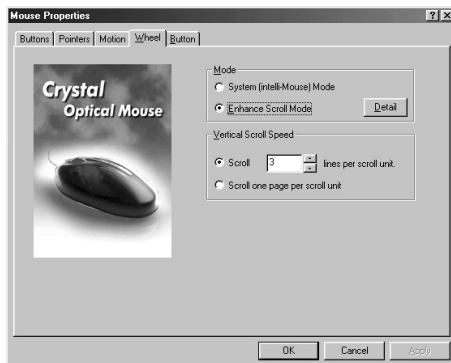 Mouse Properties
Buttons Pointers Motion Wheel Button
Crystal
Optical Mouse
Mode
System (intelli-Mouse) Mode
Enhance Scroll Mode
Detail
Vertical Scroll Speed
Scroll 3 lines per scroll unit.
Scroll one page per scroll unit
OK Cancel Apply